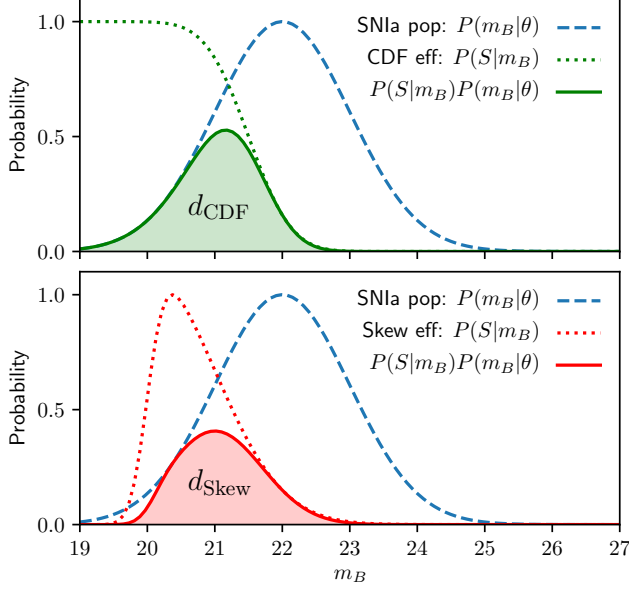 1.0
0.5
0.0
Probability
SNIa pop: P(m_B|θ)
CDF eff: P(S|m_B)
P(S|m_B)P(m_B|θ)
d_CDF
1.0
0.5
0.0
Probability
SNIa pop: P(m_B|θ)
Skew eff: P(S|m_B)
P(S|m_B)P(m_B|θ)
d_Skew
19 20 21 22 23 24 25 26 27
m_B